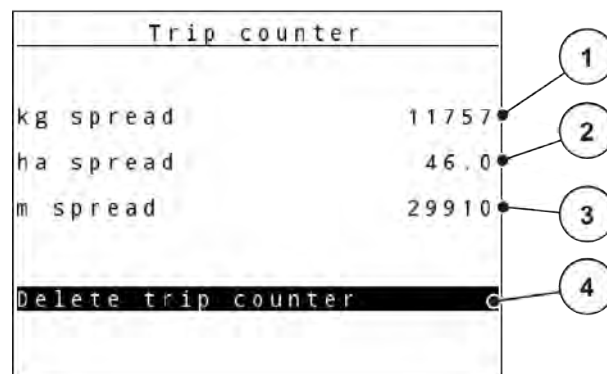 Trip counter
1
kg spread 11757
2
ha spread 46.0
m spread 29910
3
Delete trip counter
4